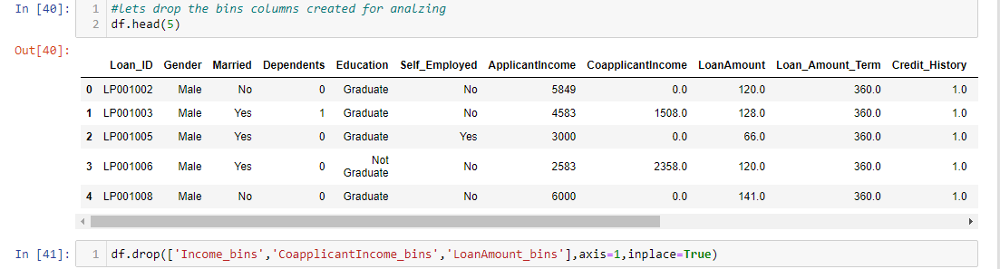 In [40]: 1 #lets drop the bins columns created for analzing
2 df.head(5)
Out[40]:
Loan_ID Gender Married Dependents Education Self_Employed ApplicantIncome CoapplicantIncome LoanAmount Loan_Amount_Term Credit_History
0 LP001002 Male No 0 Graduate No 5849 0.0 120.0 360.0 1.0
1 LP001003 Male Yes 1 Graduate No 4583 1508.0 128.0 360.0 1.0
2 LP001005 Male Yes 0 Graduate Yes 3000 0.0 66.0 360.0 1.0
3 LP001006 Male Yes 0 Not Graduate No 2583 2358.0 120.0 360.0 1.0
4 LP001008 Male No 0 Graduate No 6000 0.0 141.0 360.0 1.0
In [41]: 1 df.drop(['Income_bins','CoapplicantIncome_bins','LoanAmount_bins'],axis=1,inplace=True)